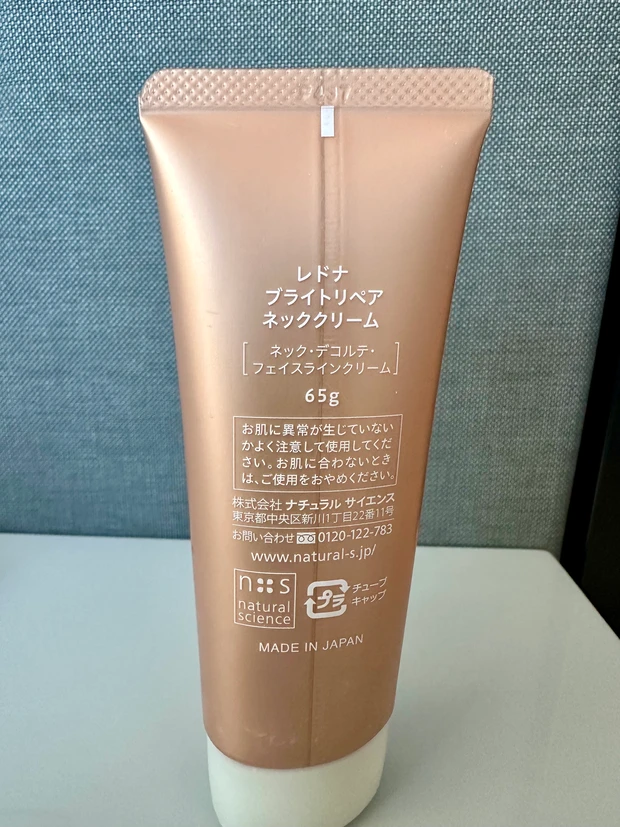 レドナ
ブライトリペア
ネッククリーム
ネック・デコルテ・
フェイスラインクリーム
65g
お肌に異常が生じていない
かよく注意して使用してくだ
さい。お肌に合わないとき
は、ご使用をおやめください。
株式会社 ナチュラル サイエンス
東京都中央区新川1丁目22番11号
お問い合わせ 0120-122-783
www.natural-s.jp/
n::s
natural
science
プラ
チューブ
キャップ
MADE IN JAPAN